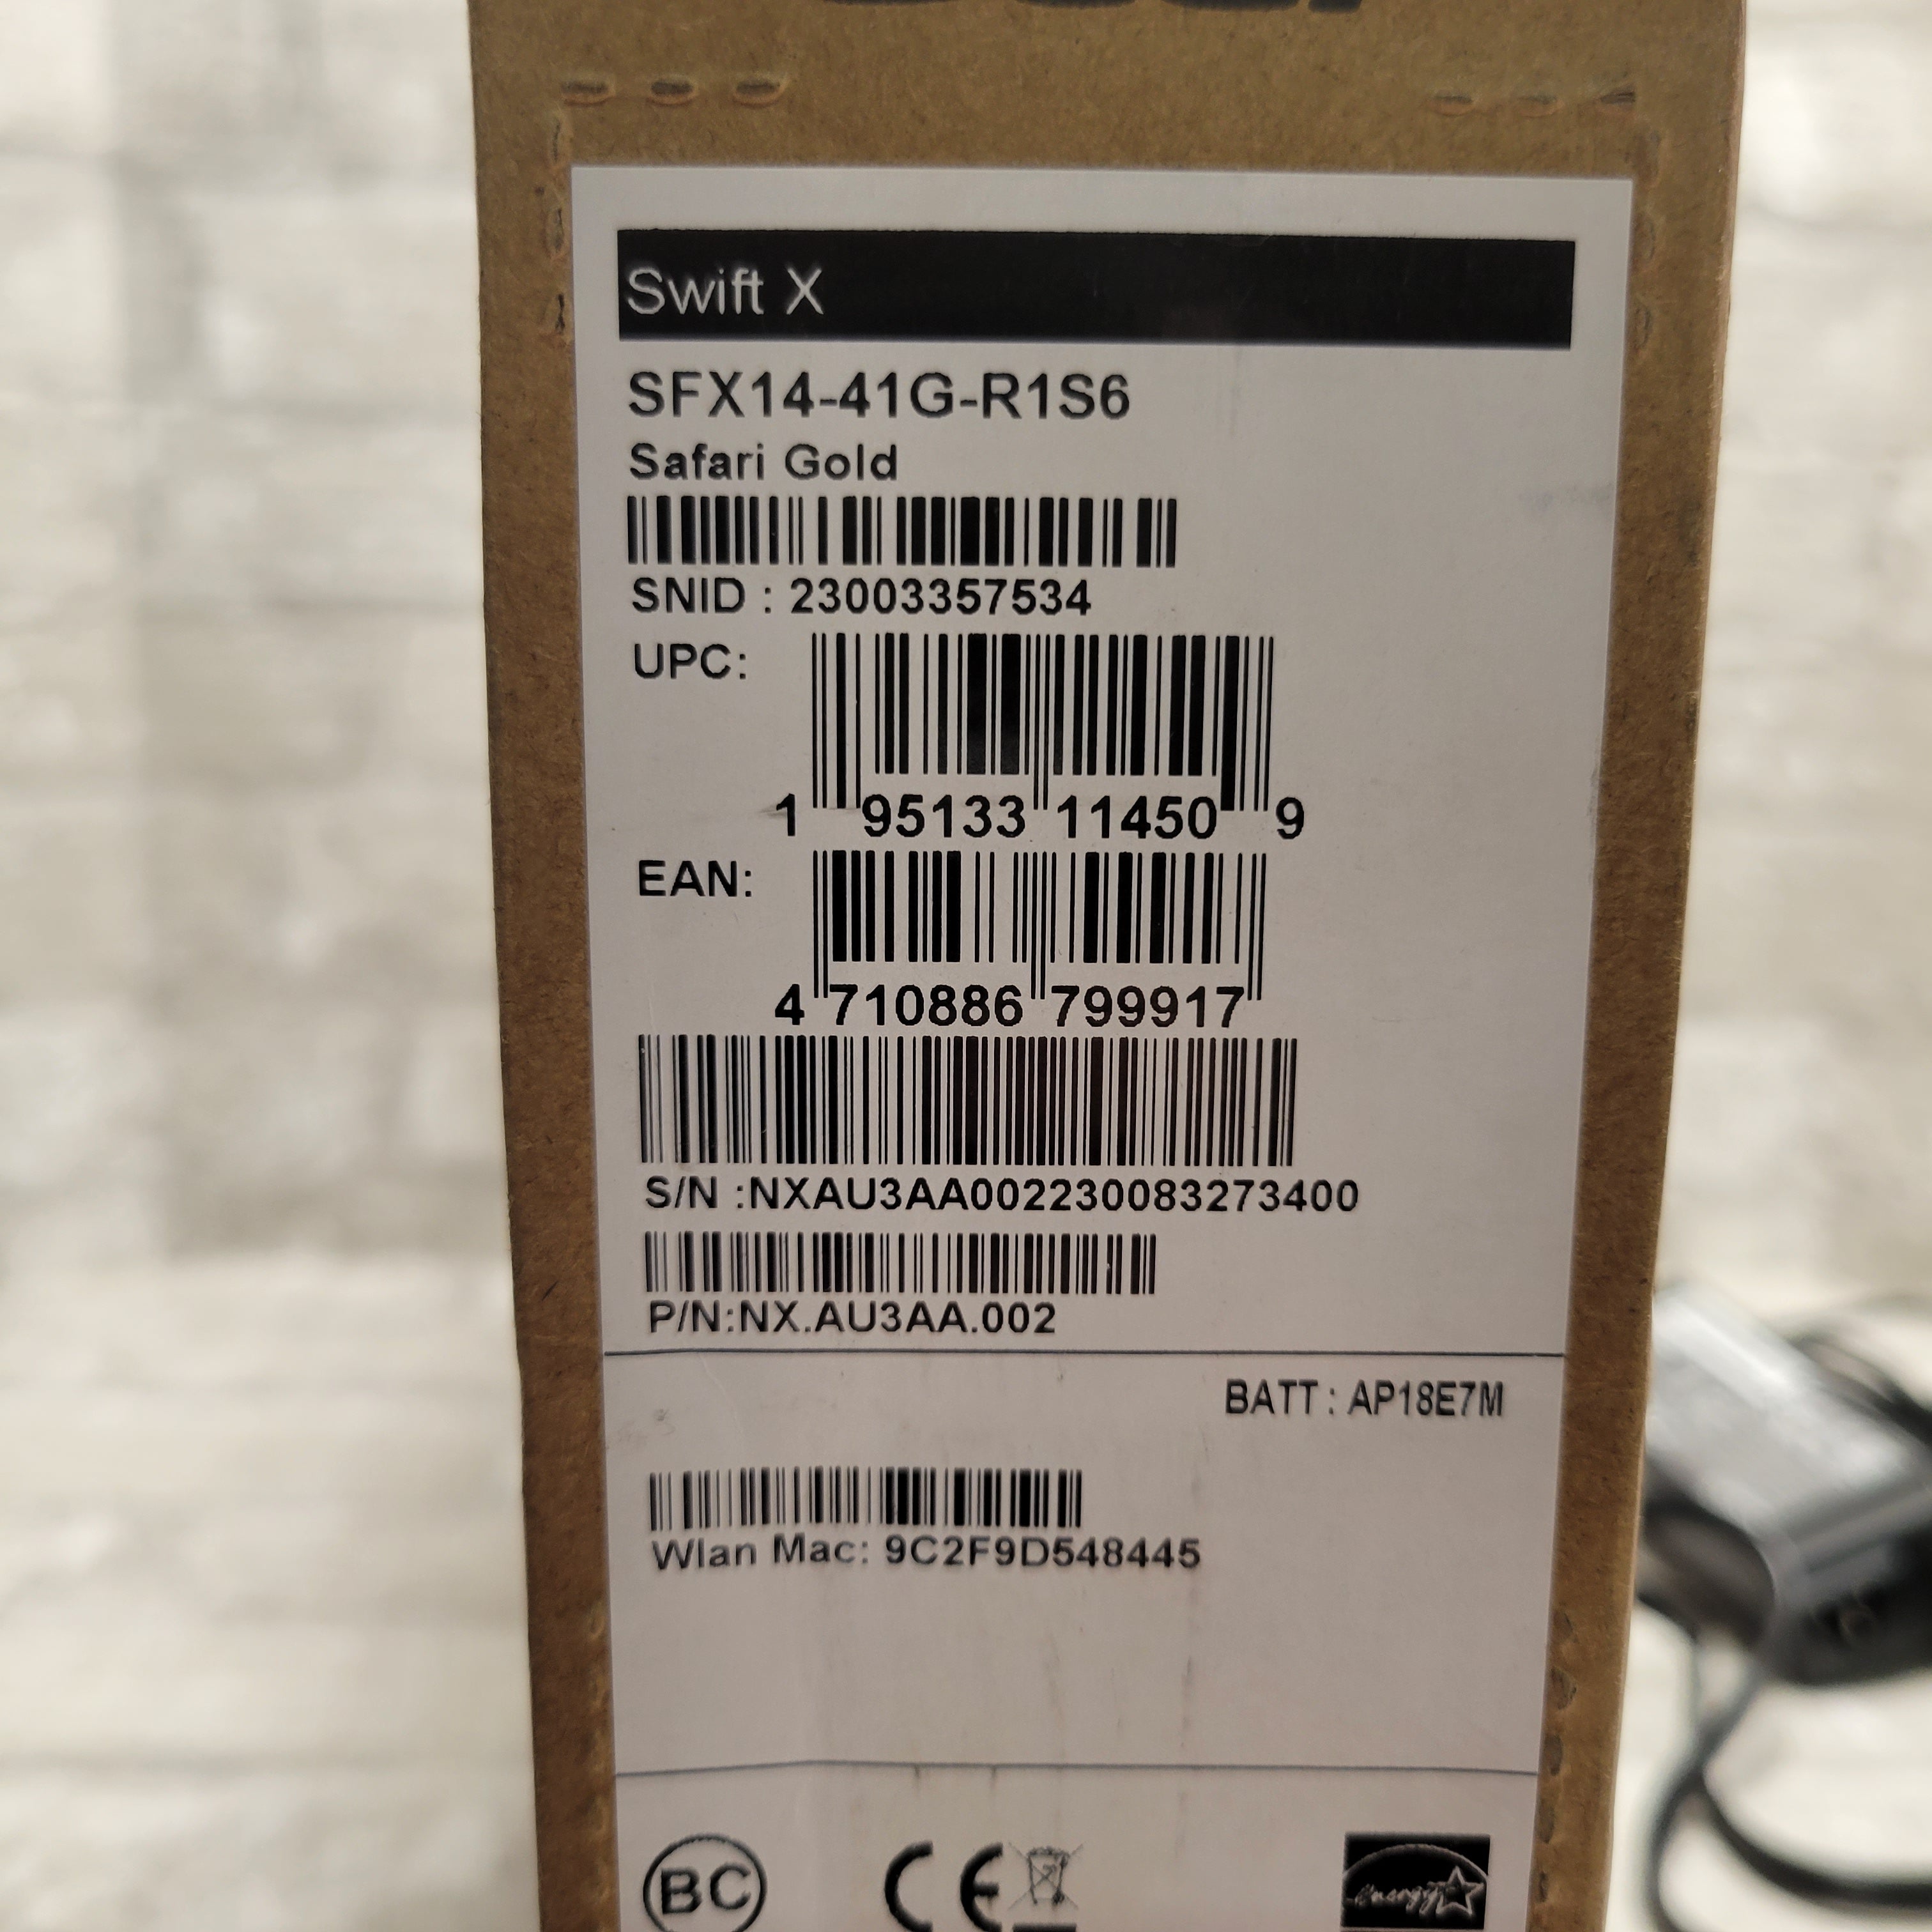 Swift X
SFX14-41G-R1S6
Safari Gold
SNID : 23003357534
UPC:
1 95133 11450 9
EAN:
4 710886 799917
S/N :NXAU3AA002230083273400
P/N:NX.AU3AA.002
BATT : AP18E7M
Wlan Mac: 9C2F9D548445
BC CE energy